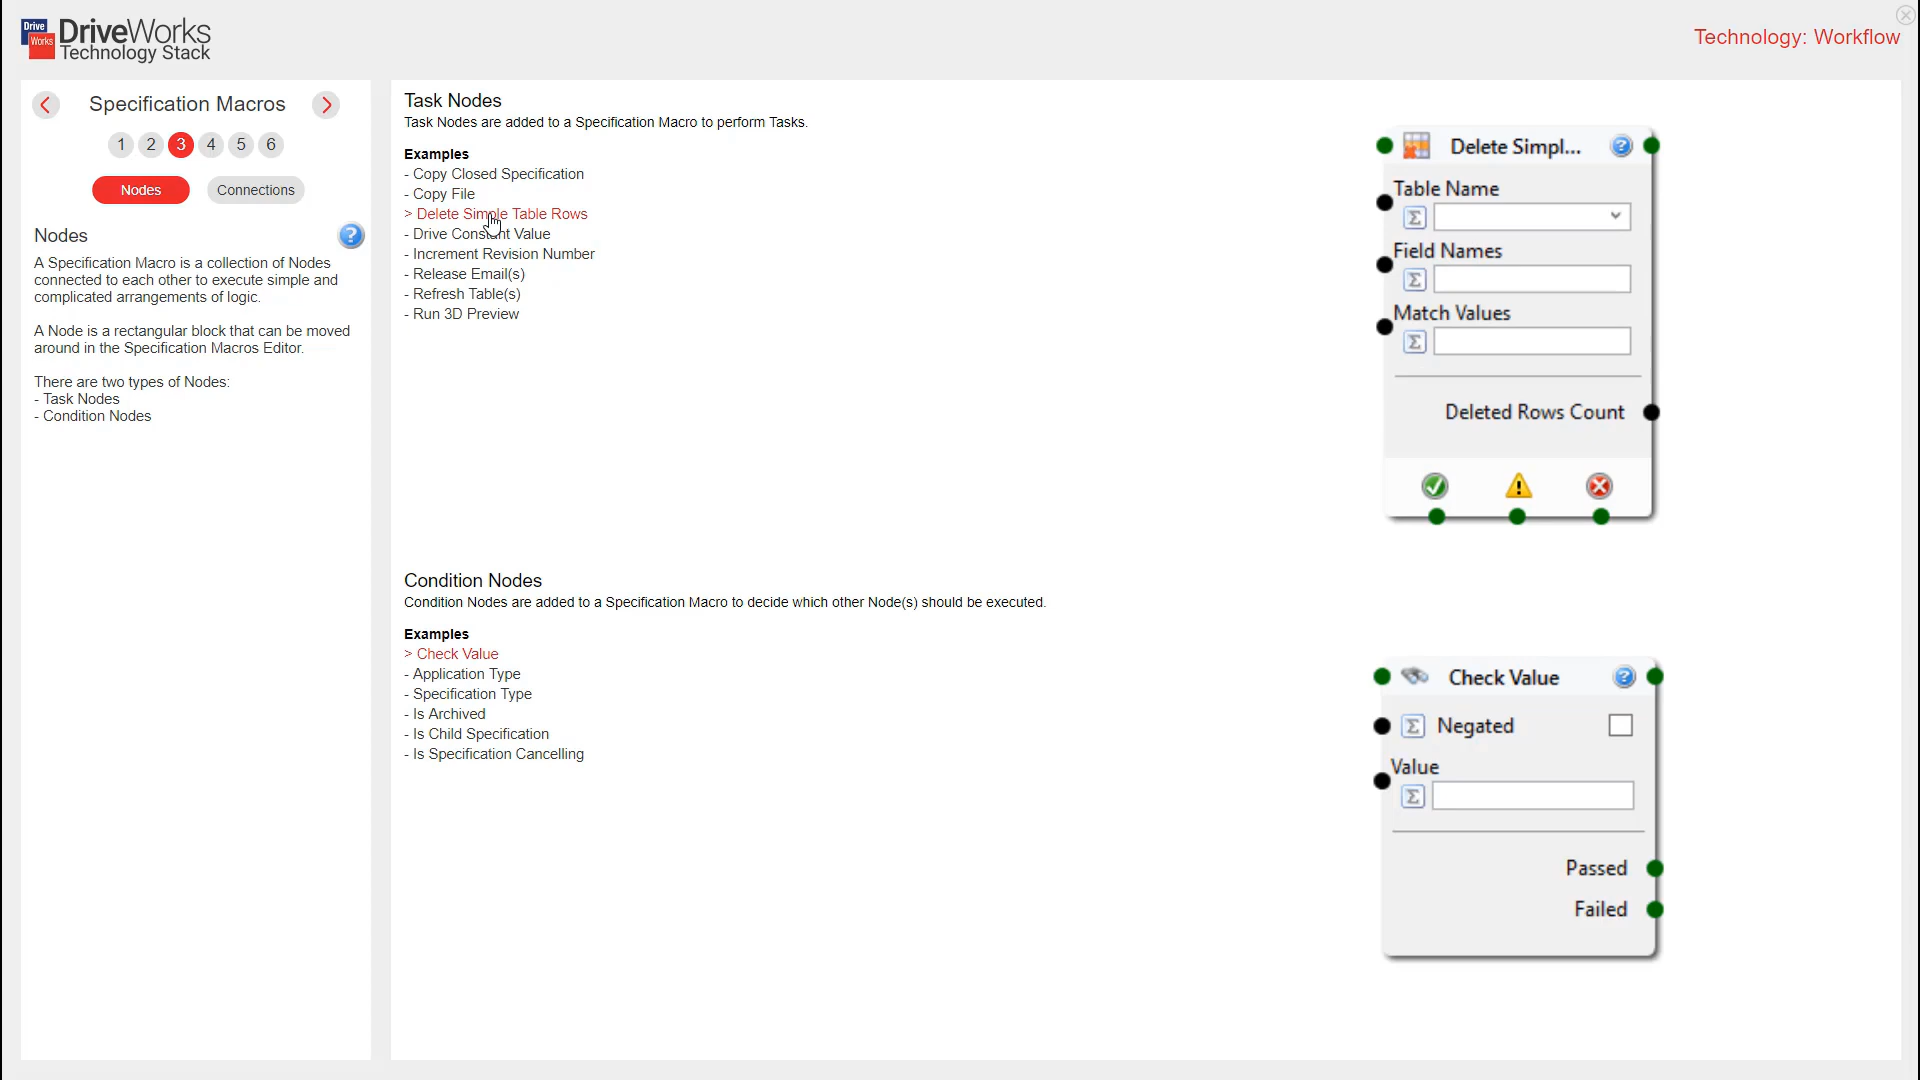 Drive
Works
DriveWorks
Technology Stack
Technology: Workflow
Specification Macros
1 2 3 4 5 6
Nodes
Connections
Nodes
A Specification Macro is a collection of Nodes
connected to each other to execute simple and
complicated arrangements of logic.
A Node is a rectangular block that can be moved
around in the Specification Macros Editor.
There are two types of Nodes:
- Task Nodes
- Condition Nodes
Task Nodes
Task Nodes are added to a Specification Macro to perform Tasks.
Examples
- Copy Closed Specification
- Copy File
> Delete Simple Table Rows
- Drive Constant Value
- Increment Revision Number
- Release Email(s)
- Refresh Table(s)
- Run 3D Preview
Delete Simpl...
Table Name
Field Names
Match Values
Deleted Rows Count
Condition Nodes
Condition Nodes are added to a Specification Macro to decide which other Node(s) should be executed.
Examples
> Check Value
- Application Type
- Specification Type
- Is Archived
- Is Child Specification
- Is Specification Cancelling
Check Value
Negated
Value
Passed
Failed